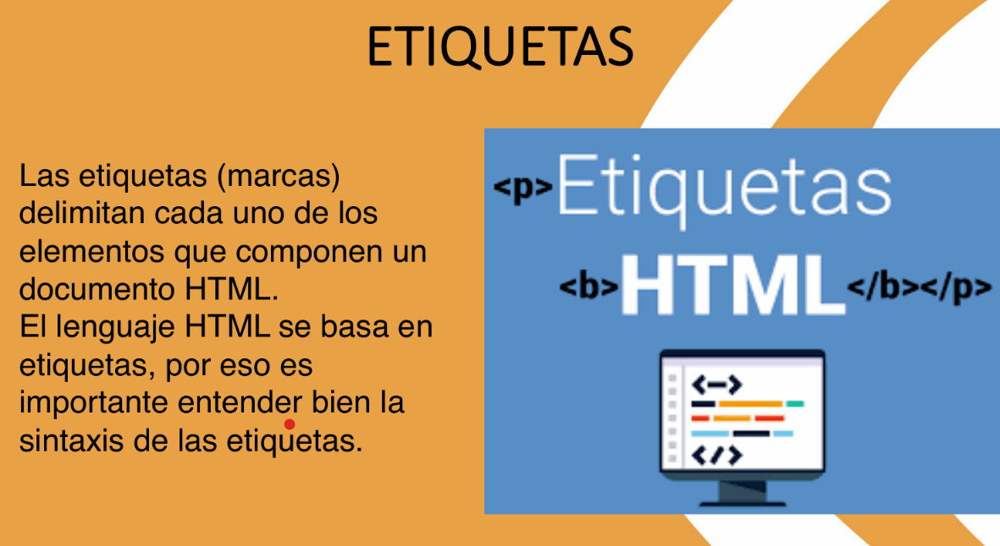 ETIQUETAS
Las etiquetas (marcas)
delimitan cada uno de los
elementos que componen un
documento HTML.
El lenguaje HTML se basa en
etiquetas, por eso es
importante entender bien la
sintaxis de las etiquetas.
<p>Etiquetas
<b>HTML</b></p>
<-->
</>